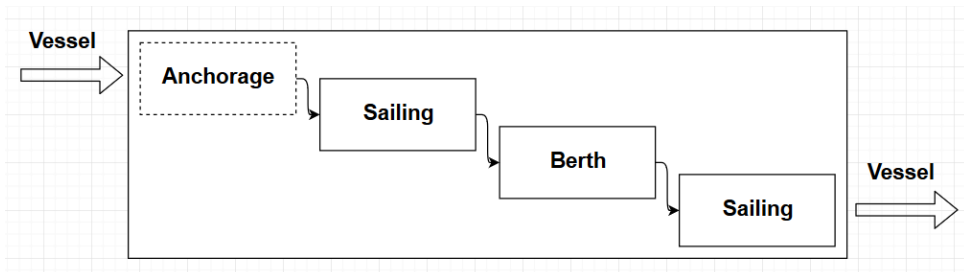 Vessel
Anchorage
Sailing
Berth
Sailing
Vessel